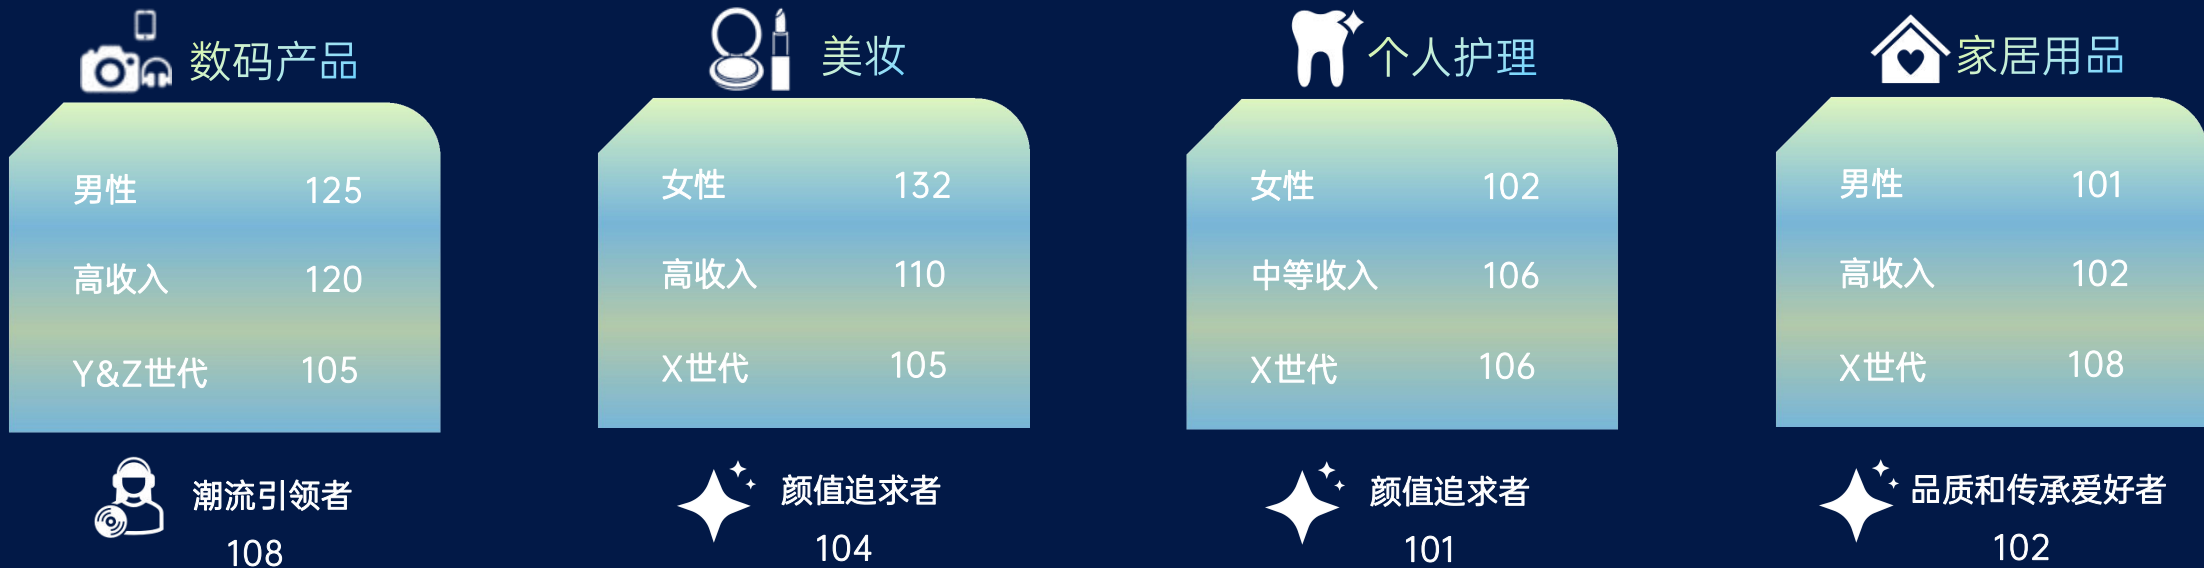 数码产品
男性 125
高收入 120
Y&Z世代 105
潮流引领者
108
美妆
女性 132
高收入 110
X世代 105
颜值追求者
104
个人护理
女性 102
中等收入 106
X世代 106
颜值追求者
101
家居用品
男性 101
高收入 102
X世代 108
品质和传承爱好者
102